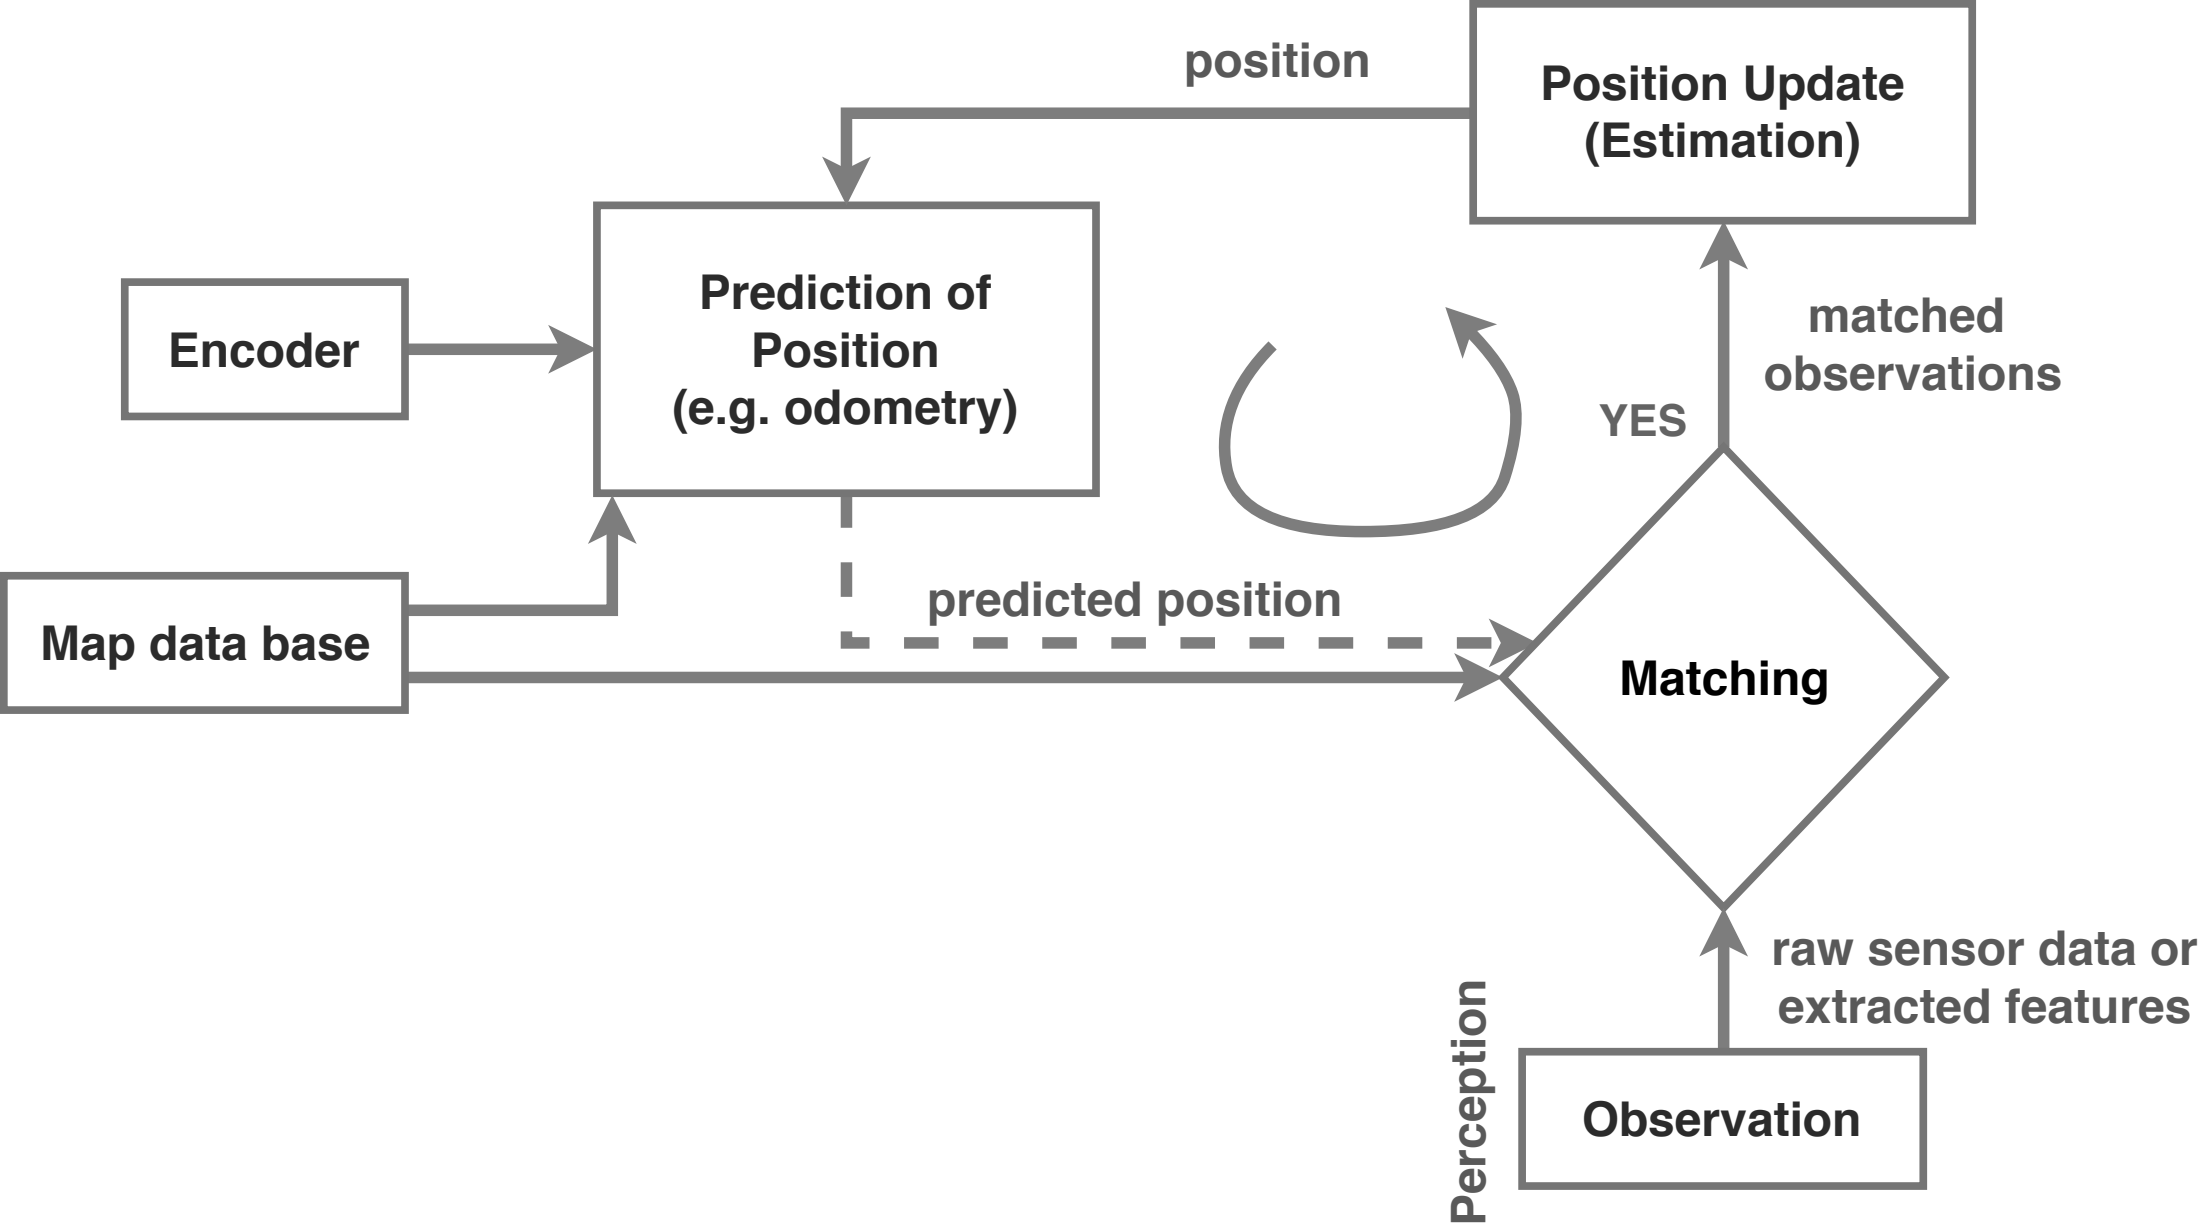 position
Position Update
(Estimation)
Prediction of
Position
(e.g. odometry)
Encoder
matched
observations
YES
predicted position
Map data base
Matching
raw sensor data or
extracted features
Perception
Observation